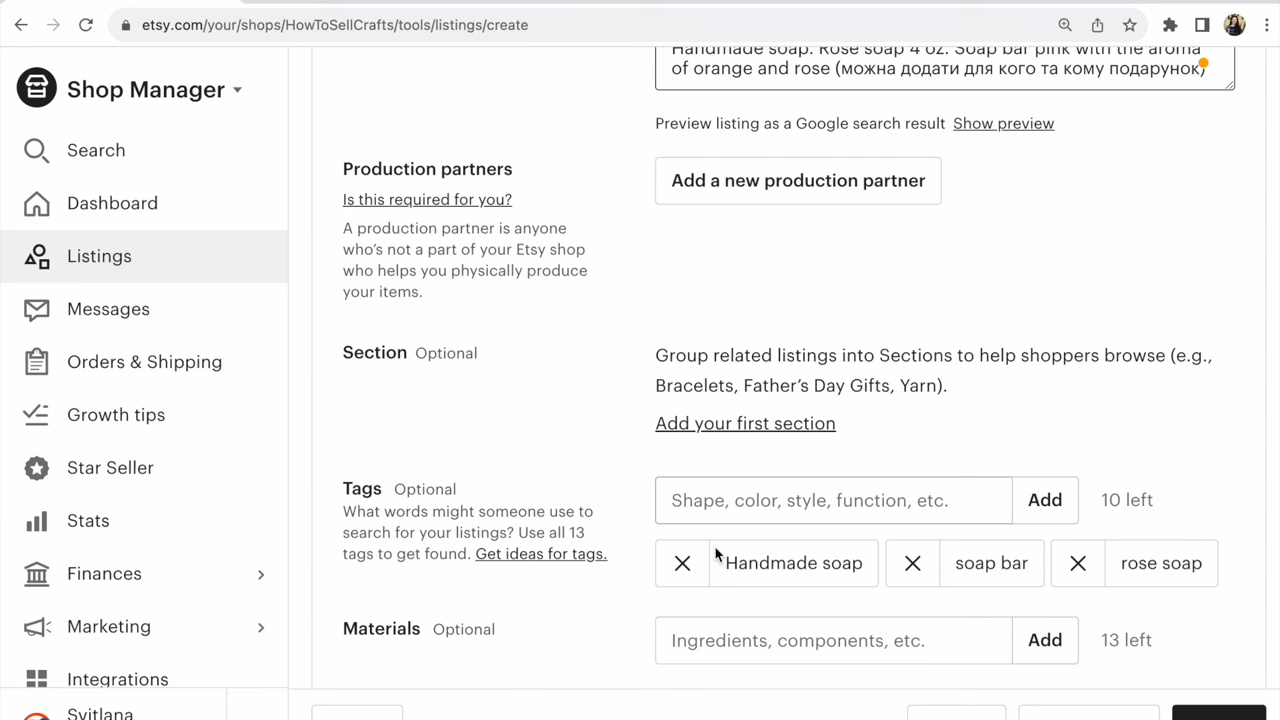 etsy.com/your/shops/HowToSellCrafts/tools/listings/create
Shop Manager
Search
Dashboard
Listings
Messages
Orders & Shipping
Growth tips
Star Seller
Stats
Finances
Marketing
Integrations
Svitlana
Handmade soap. Rose soap 4 oz. Soap bar pink with the aroma
of orange and rose (можна додати для кого та кому подарунок)
Preview listing as a Google search result Show preview
Production partners
Is this required for you?
A production partner is anyone
who's not a part of your Etsy shop
who helps you physically produce
your items.
Add a new production partner
Section Optional
Group related listings into Sections to help shoppers browse (e.g.,
Bracelets, Father's Day Gifts, Yarn).
Add your first section
Tags Optional
What words might someone use to
search for your listings? Use all 13
tags to get found. Get ideas for tags.
Shape, color, style, function, etc. Add 10 left
Handmade soap soap bar rose soap
Materials Optional
Ingredients, components, etc. Add 13 left